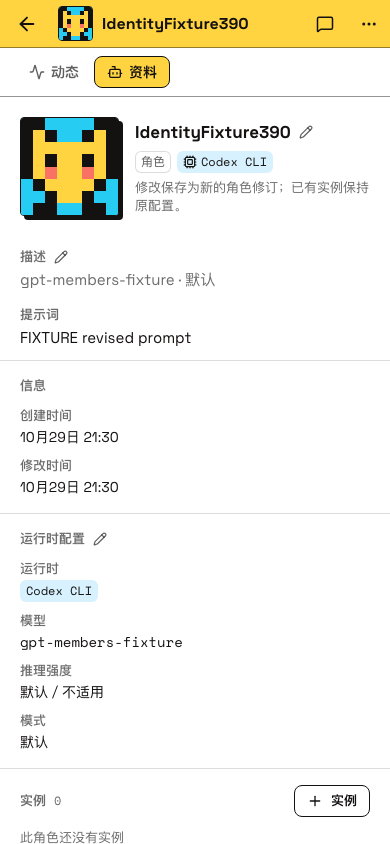 IdentityFixture390
动态
资料
IdentityFixture390
角色
Codex CLI
修改保存为新的角色修订；已有实例保持
原配置。
描述
gpt-members-fixture · 默认
提示词
FIXTURE revised prompt
信息
创建时间
10月29日 21:30
修改时间
10月29日 21:30
运行时配置
运行时
Codex CLI
模型
gpt-members-fixture
推理强度
默认 / 不适用
模式
默认
实例 0
+ 实例
此角色还没有实例